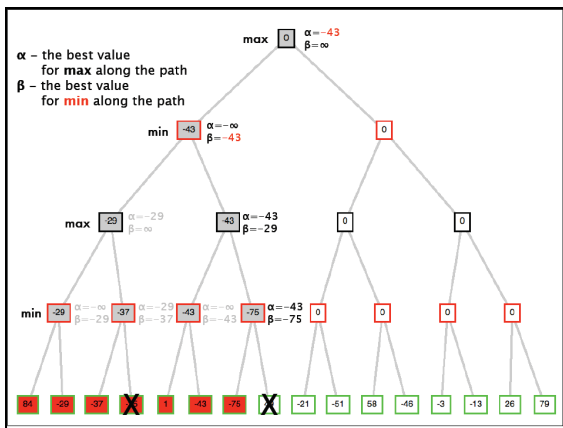 max 0 α=-43
β=∞
α – the best value
for max along the path
β – the best value
for min along the path
min -43 α=-∞ 0
β=-43
max -29 α=-29 -43 α=-43 0 0
β=∞ β=-29
min -29 α=-∞ -37 α=-29 -43 α=-∞ -75 α=-43 0 0 0 0
β=-29 β=-37 β=-43 β=-75
84 -29 -37 X 1 -43 -75 X -21 -51 58 -46 -3 -13 26 79